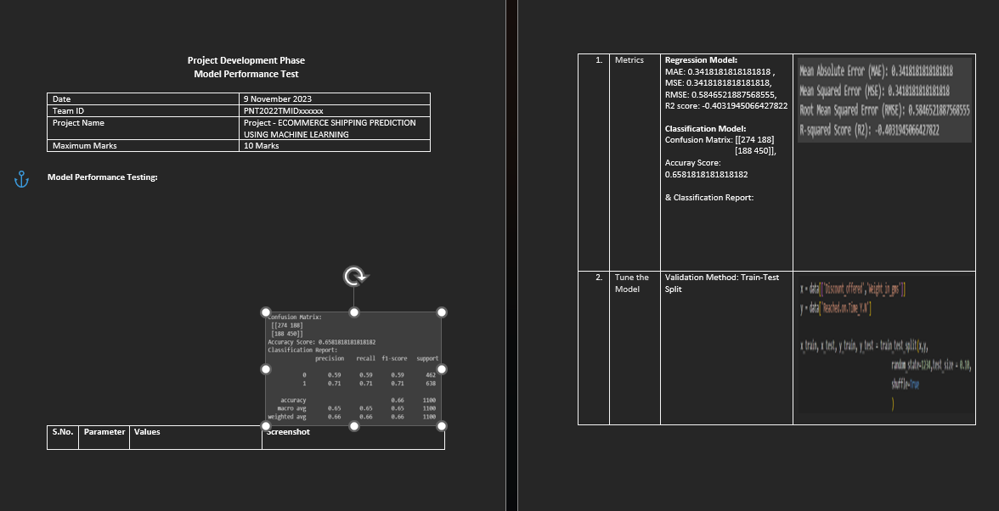 Project Development Phase
Model Performance Test
Date 9 November 2023
Team ID PNT2022TMIDxxxxxx
Project Name Project - ECOMMERCE SHIPPING PREDICTION
USING MACHINE LEARNING
Maximum Marks 10 Marks
Model Performance Testing:
Confusion Matrix:
[[274 188]
[188 450]]
Accuracy Score: 0.6581818181818182
Classification Report:
precision recall f1-score support
0 0.59 0.59 0.59 462
1 0.71 0.71 0.71 638
accuracy 0.66 1100
macro avg 0.65 0.65 0.65 1100
weighted avg 0.66 0.66 0.66 1100
S.No. Parameter Values Screenshot
1. Metrics
Regression Model:
MAE: 0.3418181818181818 ,
MSE: 0.3418181818181818,
RMSE: 0.5846521887568555,
R2 score: -0.4031945066427822
Classification Model:
Confusion Matrix: [[274 188]
[188 450]],
Accuray Score:
0.6581818181818182
& Classification Report:
Mean Absolute Error (MAE): 0.3418181818181818
Mean Squared Error (MSE): 0.3418181818181818
Root Mean Squared Error (RMSE): 0.5846521887568555
R-squared Score (R2): -0.4031945066427822
2. Tune the
Model
Validation Method: Train-Test
Split
x = data[['Discount_offered','Weight_in_gms']]
y = data['Reached.on.Time_Y.N']
x_train, x_test, y_train, y_test = train_test_split(x,y,
random_state=1234,test_size = 0.10,
shuffle=True
)